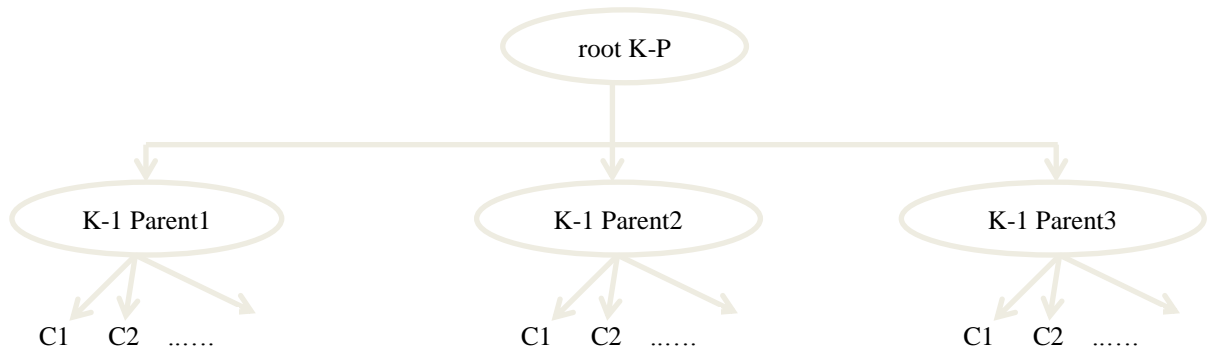 root K-P
K-1 Parent1
K-1 Parent2
K-1 Parent3
C1 C2 ...…
C1 C2 ...…
C1 C2 ...…